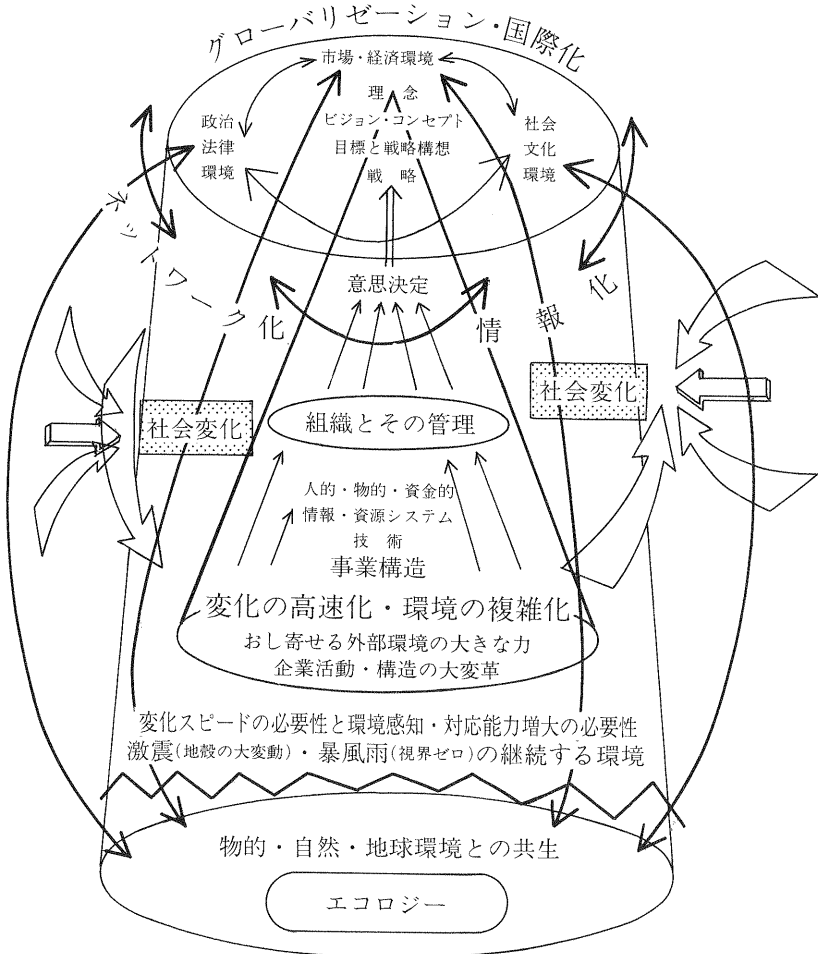 グローバリゼーション・国際化
市場・経済環境
理念
ビジョン・コンセプト
目標と戦略構想
戦略
政治
法律
環境
社会
文化
環境
ネットワーク化
情報化
意思決定
社会変化
社会変化
組織とその管理
人的・物的・資金的
情報・資源システム
技術
事業構造
変化の高速化・環境の複雑化
おし寄せる外部環境の大きな力
企業活動・構造の大変革
変化スピードの必要性と環境感知・対応能力増大の必要性
激震(地殻の大変動)・暴風雨(視界ゼロ)の継続する環境
物的・自然・地球環境との共生
エコロジー